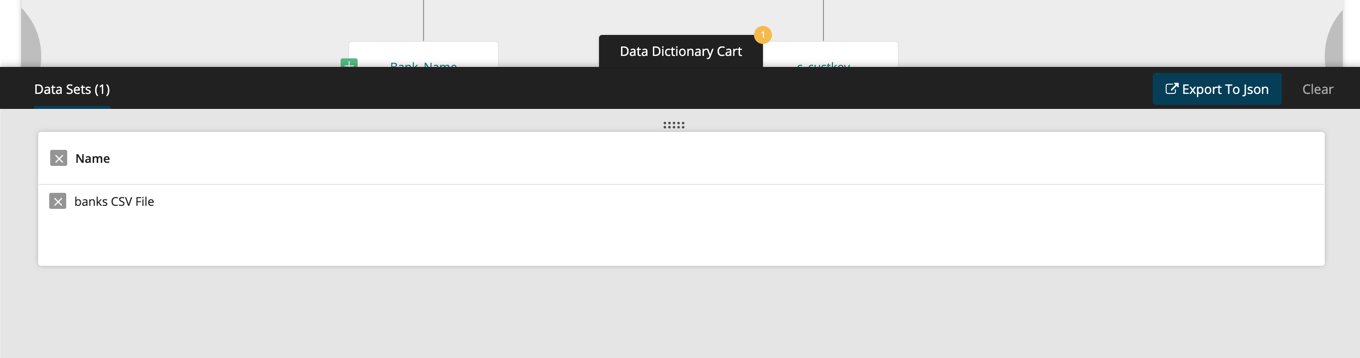 1
Data Dictionary Cart
Bank_Name
c_custkey
Data Sets (1)
Export To Json
Clear
Name
banks CSV File